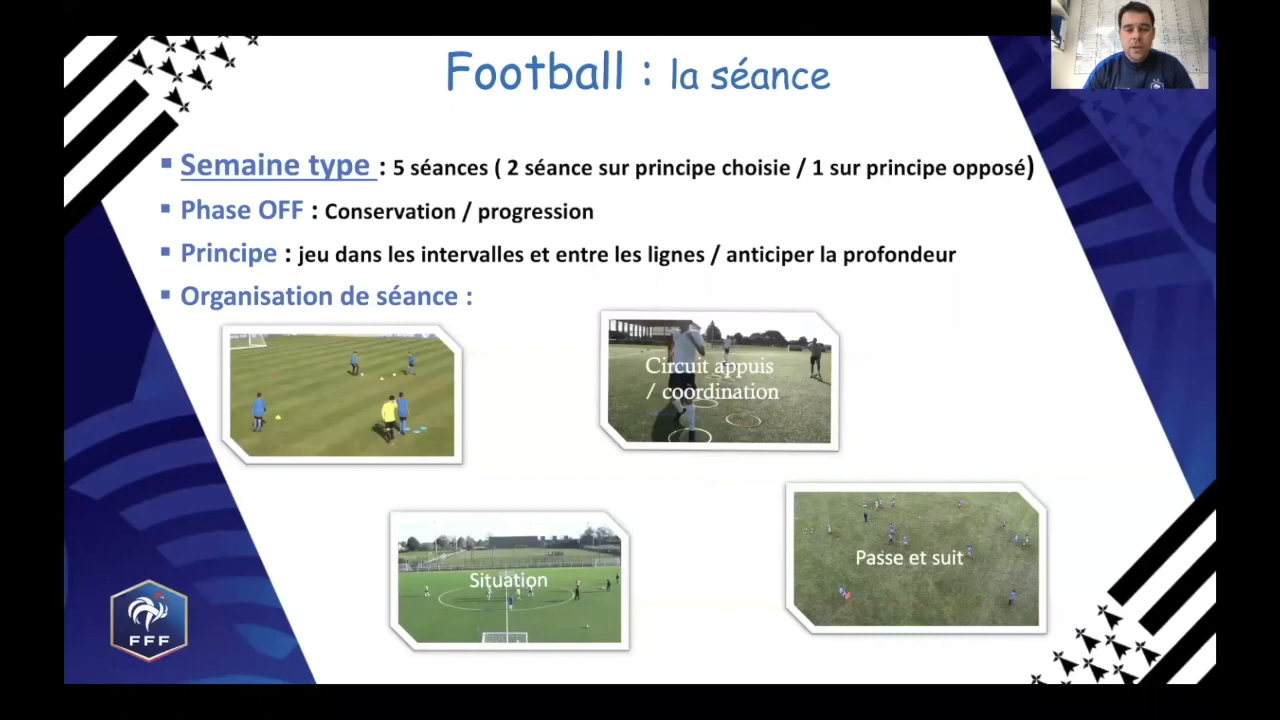 Football : la séance
Semaine type : 5 séances ( 2 séance sur principe choisie / 1 sur principe opposé)
Phase OFF : Conservation / progression
Principe : jeu dans les intervalles et entre les lignes / anticiper la profondeur
Organisation de séance :
Circuit appuis
/ coordination
Situation
Passe et suit
FFF